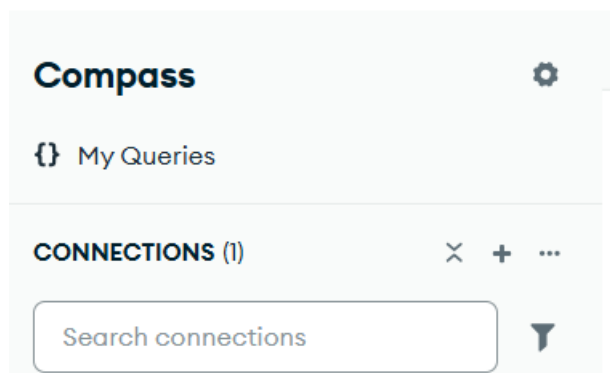 Compass
{} My Queries
CONNECTIONS (1)
Search connections